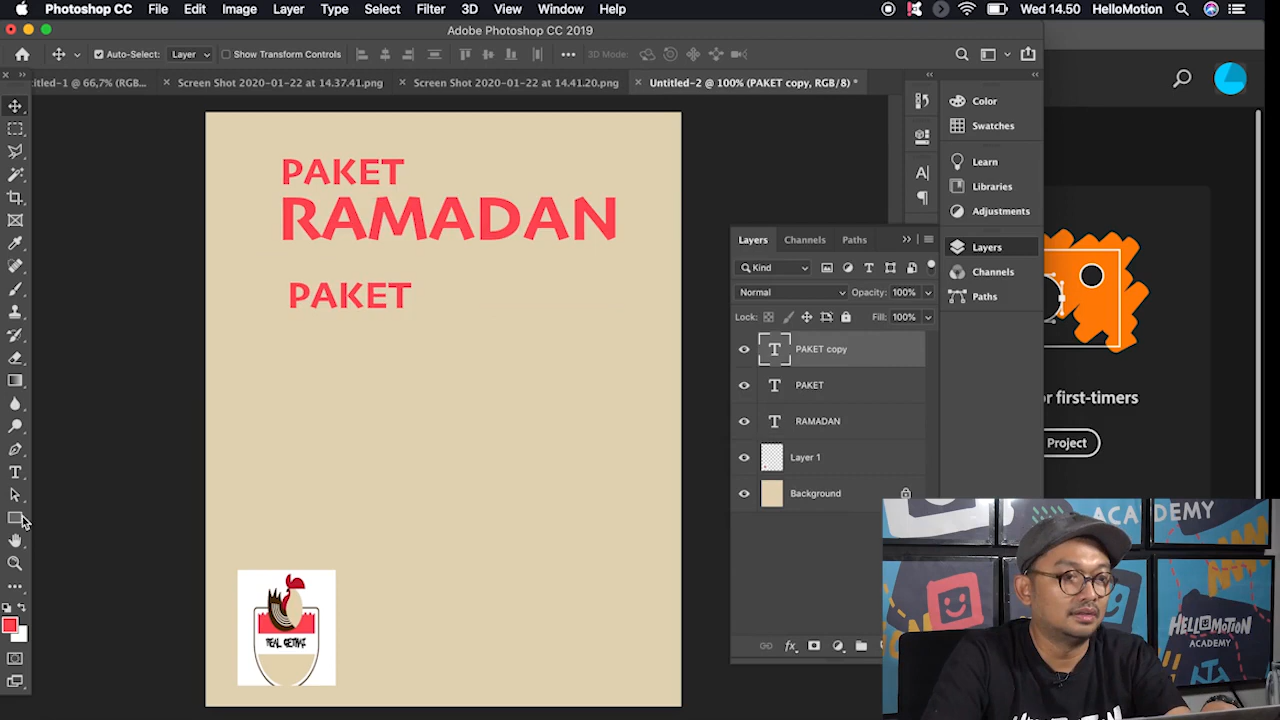 Photoshop CC File Edit Image Layer Type Select Filter 3D View Window Help Wed 14.50 HelloMotion
Adobe Photoshop CC 2019
Auto-Select: Layer Show Transform Controls 3D Mode:
ntitled-1 @ 66,7% (RGB... Screen Shot 2020-01-22 at 14.37.41.png Screen Shot 2020-01-22 at 14.41.20.png Untitled-2 @ 100% (PAKET copy, RGB/8) *
PAKET
RAMADAN
PAKET
Color
Swatches
Learn
Libraries
Adjustments
Layers
Channels
Paths
Layers Channels Paths
Kind
Normal Opacity: 100%
Lock: Fill: 100%
PAKET copy
PAKET
RAMADAN
Layer 1
Background
or first-timers
Project
ACADEMY
HELLMOTION
ACADEMY